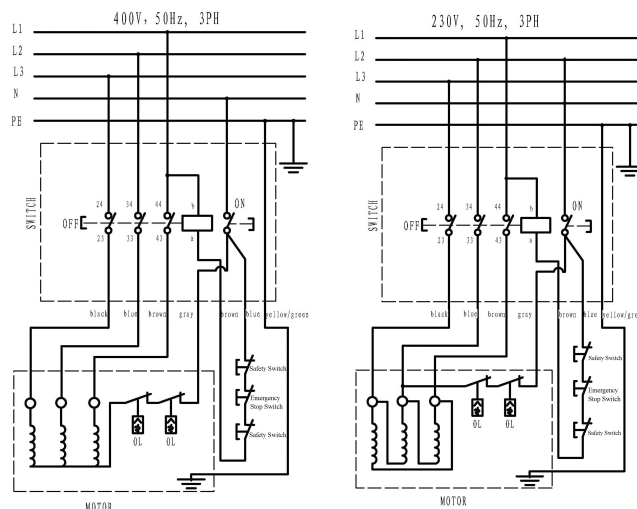 400V, 50Hz, 3PH
L1
L2
L3
N
PE
SWITCH
24
34
44
b
ON
OFF
23
33
43
a
black
blue
brown
gray
brown
blue
yellow/green
Safety Switch
Emergency
Stop Switch
Safety Switch
OL
OL
MOTOR
230V, 50Hz, 3PH
L1
L2
L3
N
PE
SWITCH
24
34
44
b
ON
OFF
23
33
43
a
black
blue
brown
gray
brown
blue
yellow/gree
Safety Switch
Emergency
Stop Switch
Safety Switch
OL
OL
MOTOR